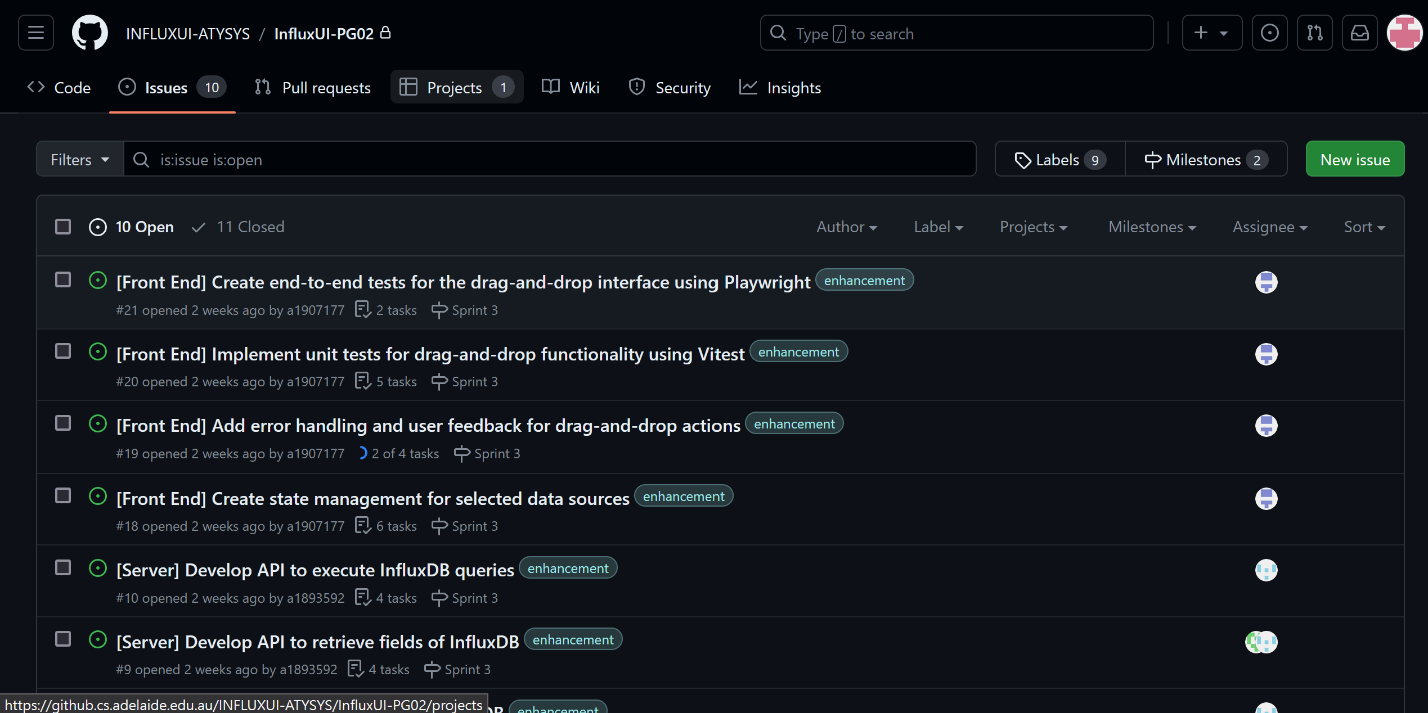 INFLUXUI-ATYSYS / InfluxUI-PG02
Type / to search
Code
Issues 10
Pull requests
Projects 1
Wiki
Security
Insights
Filters
is:issue is:open
Labels 9
Milestones 2
New issue
10 Open
11 Closed
Author
Label
Projects
Milestones
Assignee
Sort
[Front End] Create end-to-end tests for the drag-and-drop interface using Playwright enhancement
#21 opened 2 weeks ago by a1907177 2 tasks Sprint 3
[Front End] Implement unit tests for drag-and-drop functionality using Vitest enhancement
#20 opened 2 weeks ago by a1907177 5 tasks Sprint 3
[Front End] Add error handling and user feedback for drag-and-drop actions enhancement
#19 opened 2 weeks ago by a1907177 2 of 4 tasks Sprint 3
[Front End] Create state management for selected data sources enhancement
#18 opened 2 weeks ago by a1907177 6 tasks Sprint 3
[Server] Develop API to execute InfluxDB queries enhancement
#10 opened 2 weeks ago by a1893592 4 tasks Sprint 3
[Server] Develop API to retrieve fields of InfluxDB enhancement
#9 opened 2 weeks ago by a1893592 4 tasks Sprint 3
enhancement
https://github.cs.adelaide.edu.au/INFLUXUI-ATYSYS/InfluxUI-PG02/projects